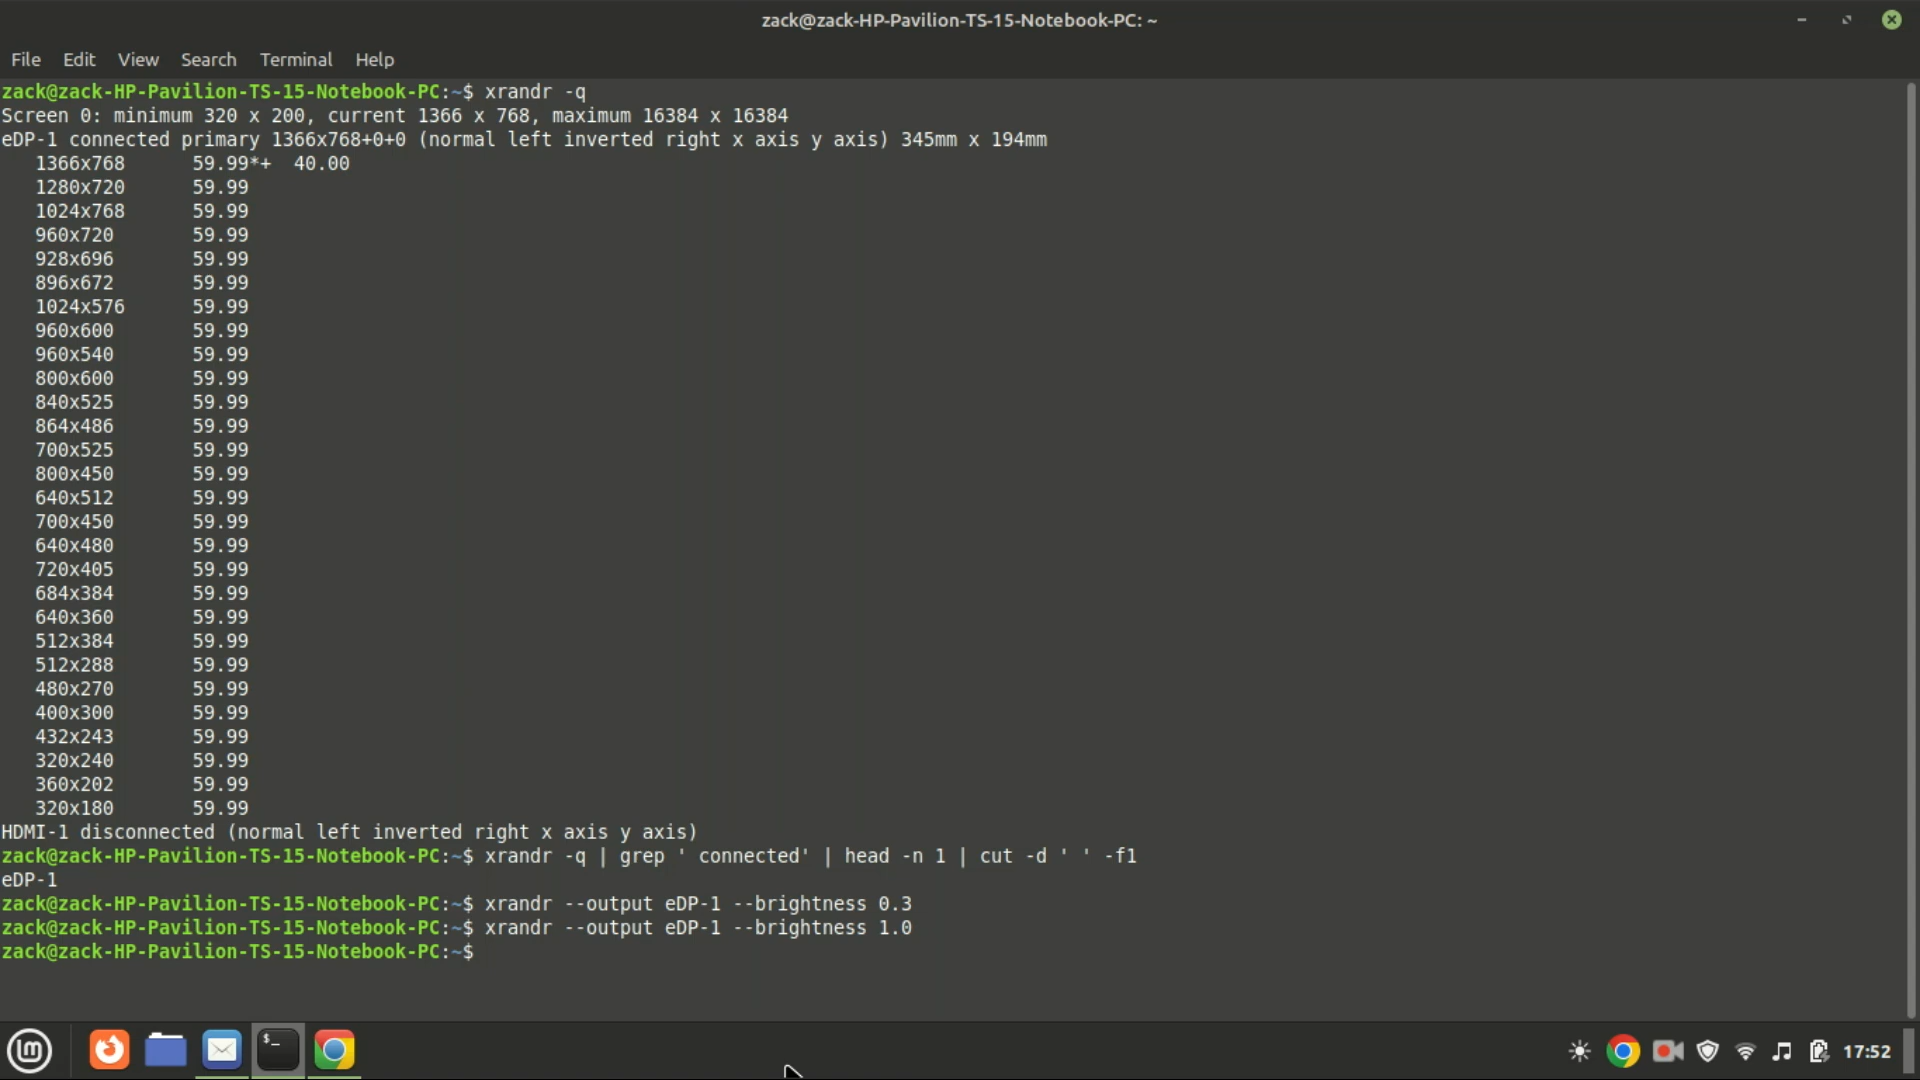 zack@zack-HP-Pavilion-TS-15-Notebook-PC: ~
File Edit View Search Terminal Help
zack@zack-HP-Pavilion-TS-15-Notebook-PC:~$ xrandr -q
Screen 0: minimum 320 x 200, current 1366 x 768, maximum 16384 x 16384
eDP-1 connected primary 1366x768+0+0 (normal left inverted right x axis y axis) 345mm x 194mm
   1366x768      59.99*+  40.00
   1280x720      59.99
   1024x768      59.99
   960x720       59.99
   928x696       59.99
   896x672       59.99
   1024x576      59.99
   960x600       59.99
   960x540       59.99
   800x600       59.99
   840x525       59.99
   864x486       59.99
   700x525       59.99
   800x450       59.99
   640x512       59.99
   700x450       59.99
   640x480       59.99
   720x405       59.99
   684x384       59.99
   640x360       59.99
   512x384       59.99
   512x288       59.99
   480x270       59.99
   400x300       59.99
   432x243       59.99
   320x240       59.99
   360x202       59.99
   320x180       59.99
HDMI-1 disconnected (normal left inverted right x axis y axis)
zack@zack-HP-Pavilion-TS-15-Notebook-PC:~$ xrandr -q | grep ' connected' | head -n 1 | cut -d ' ' -f1
eDP-1
zack@zack-HP-Pavilion-TS-15-Notebook-PC:~$ xrandr --output eDP-1 --brightness 0.3
zack@zack-HP-Pavilion-TS-15-Notebook-PC:~$ xrandr --output eDP-1 --brightness 1.0
zack@zack-HP-Pavilion-TS-15-Notebook-PC:~$
17:52